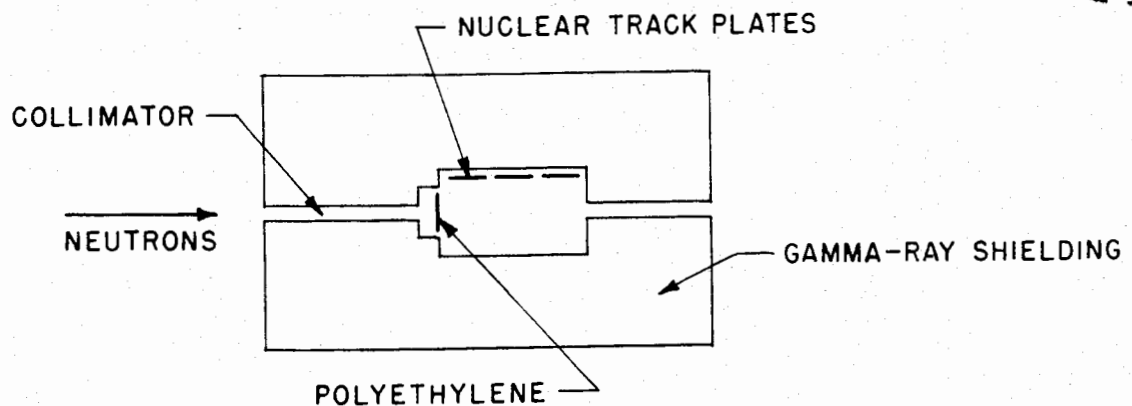 NUCLEAR TRACK PLATES
COLLIMATOR
NEUTRONS
GAMMA-RAY SHIELDING
POLYETHYLENE